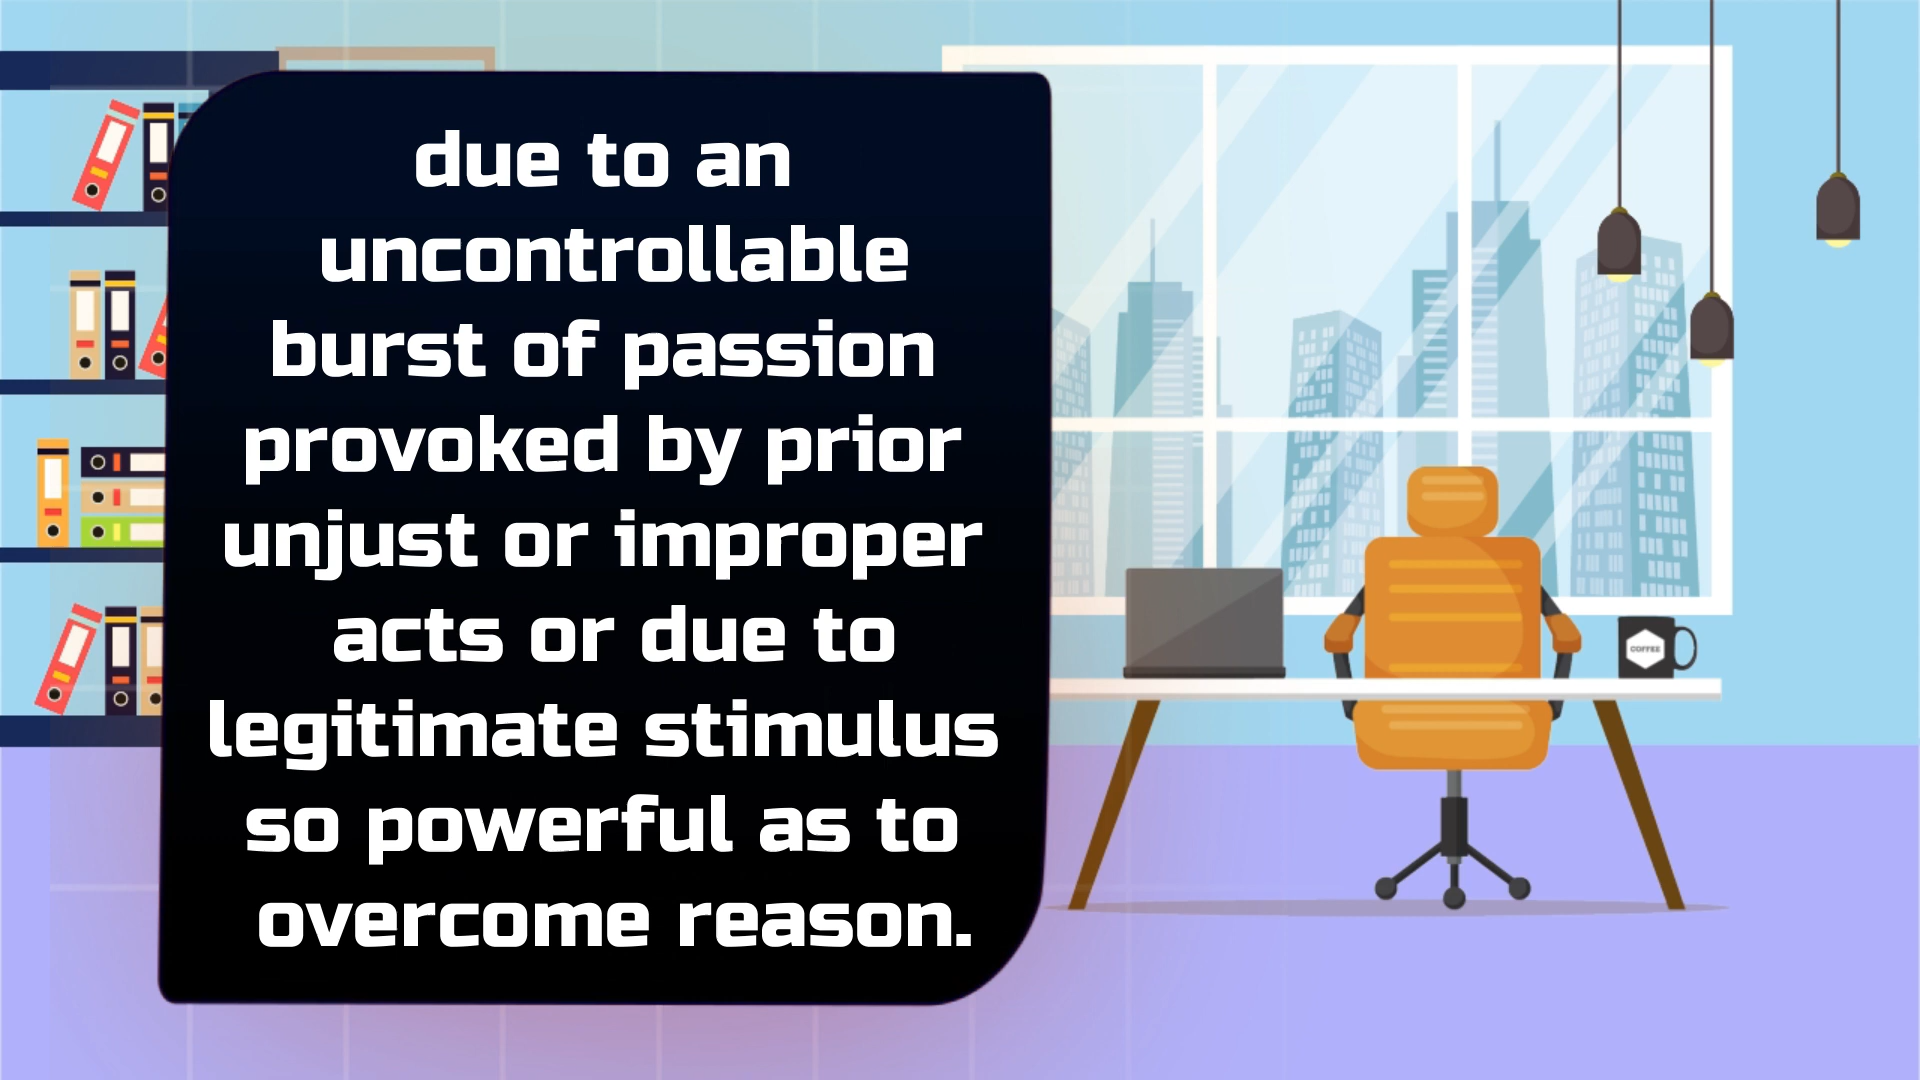 due to an
uncontrollable
burst of passion
provoked by prior
unjust or improper
acts or due to
legitimate stimulus
so powerful as to
overcome reason.
COFFEE